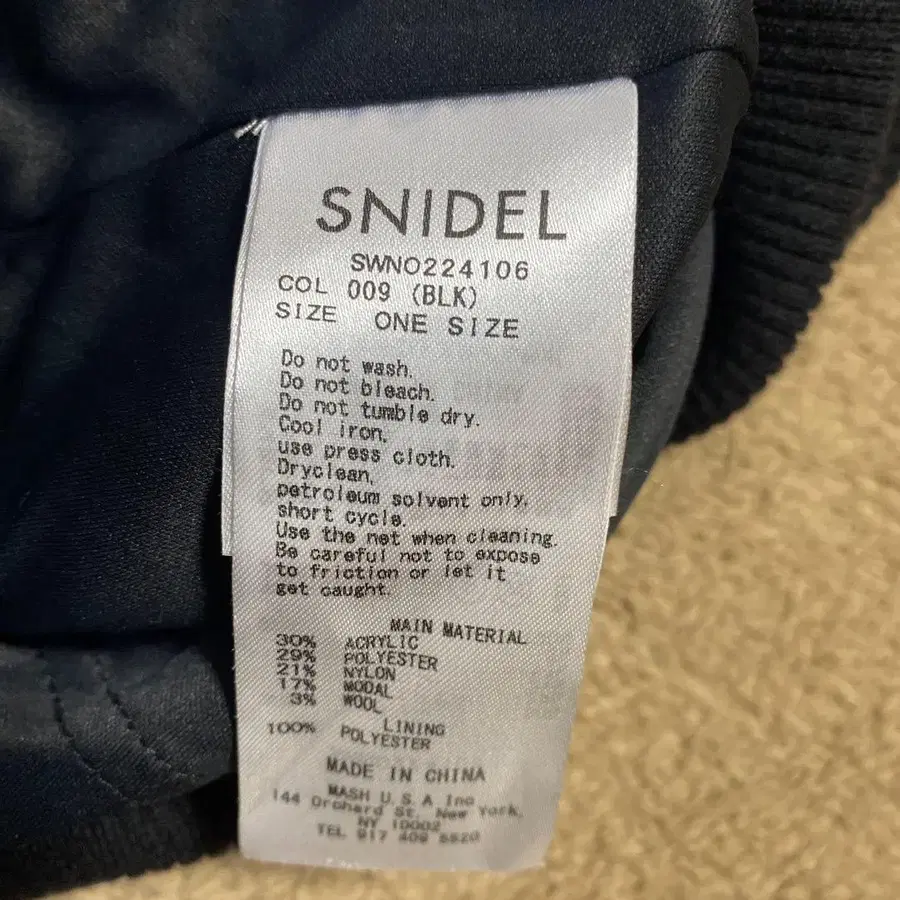 SNIDEL
SWNO224106
COL 009 (BLK)
SIZE ONE SIZE
Do not wash.
Do not bleach.
Do not tumble dry.
Cool iron,
use press cloth.
Dryclean,
petroleum solvent only,
short cycle.
Use the net when cleaning.
Be careful not to expose
to friction or let it
get caught.
MAIN MATERIAL
30% ACRYLIC
29% POLYESTER
21% NYLON
17% MODAL
3% WOOL
LINING
100% POLYESTER
MADE IN CHINA
MASH U.S.A Inc
144 Orchard St. New York,
NY 10002
TEL 917 409